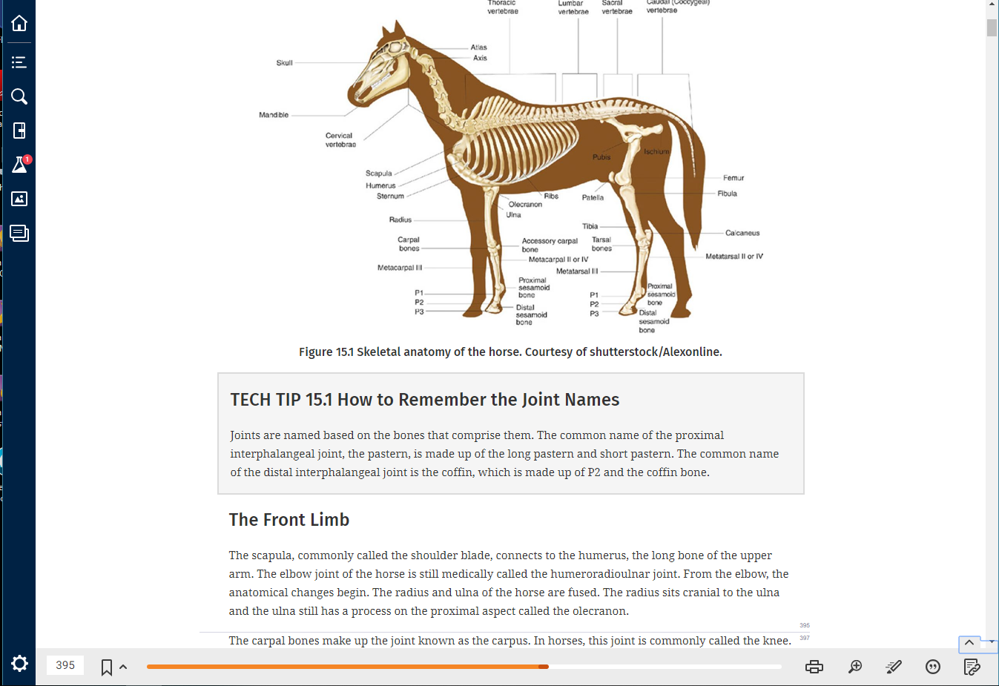 Thoracic
vertebrae
Lumbar
vertebrae
Sacral
vertebrae
Caudal (Coccygeal)
vertebrae
Atlas
Axis
Skull
Mandible
Cervical
vertebrae
Scapula
Humerus
Sternum
Pubis
Ischium
Femur
Fibula
Ribs
Patella
Olecranon
Ulna
Radius
Tibia
Calcaneus
Carpal
bones
Accessory carpal
bone
Tarsal
bones
Metacarpal II or IV
Metatarsal II or IV
Metacarpal III
Metatarsal III
Proximal
sesamoid
bone
Proximal
sesamoid
bone
P1
P2
P3
P1
P2
P3
Distal
sesamoid
bone
Distal
sesamoid
bone
Figure 15.1 Skeletal anatomy of the horse. Courtesy of shutterstock/Alexonline.
TECH TIP 15.1 How to Remember the Joint Names
Joints are named based on the bones that comprise them. The common name of the proximal
interphalangeal joint, the pastern, is made up of the long pastern and short pastern. The common name
of the distal interphalangeal joint is the coffin, which is made up of P2 and the coffin bone.
The Front Limb
The scapula, commonly called the shoulder blade, connects to the humerus, the long bone of the upper
arm. The elbow joint of the horse is still medically called the humeroradioulnar joint. From the elbow, the
anatomical changes begin. The radius and ulna of the horse are fused. The radius sits cranial to the ulna
and the ulna still has a process on the proximal aspect called the olecranon.
395
The carpal bones make up the joint known as the carpus. In horses, this joint is commonly called the knee.
397
1
395